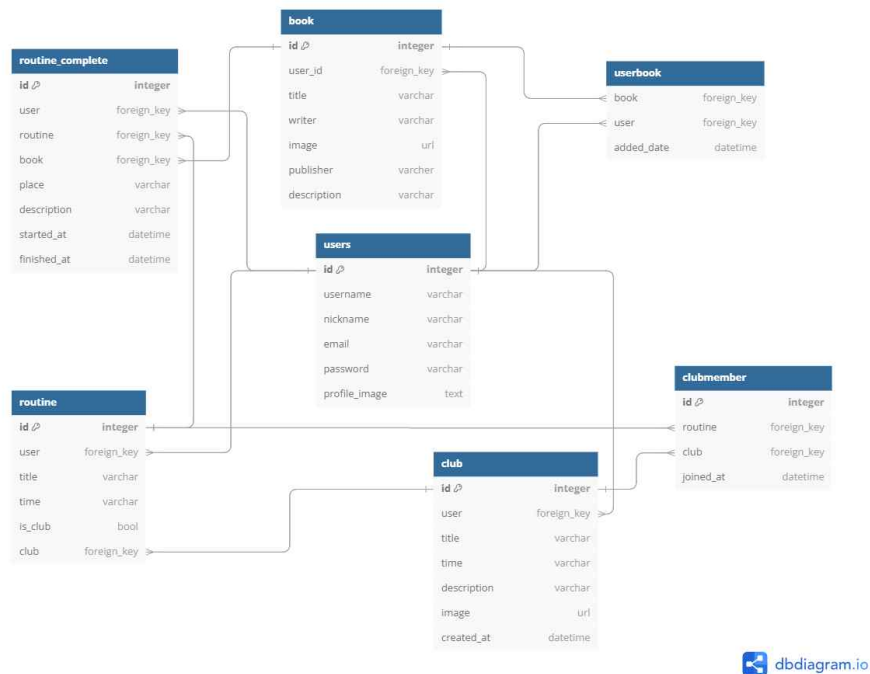 book
id integer
user_id foreign_key
title varchar
writer varchar
image url
publisher varcher
description varchar
routine_complete
id integer
user foreign_key
routine foreign_key
book foreign_key
place varchar
description varchar
started_at datetime
finished_at datetime
userbook
book foreign_key
user foreign_key
added_date datetime
users
id integer
username varchar
nickname varchar
email varchar
password varchar
profile_image text
routine
id integer
user foreign_key
title varchar
time varchar
is_club bool
club foreign_key
clubmember
id integer
routine foreign_key
club foreign_key
joined_at datetime
club
id integer
user foreign_key
title varchar
time varchar
description varchar
image url
created_at datetime
dbdiagram.io